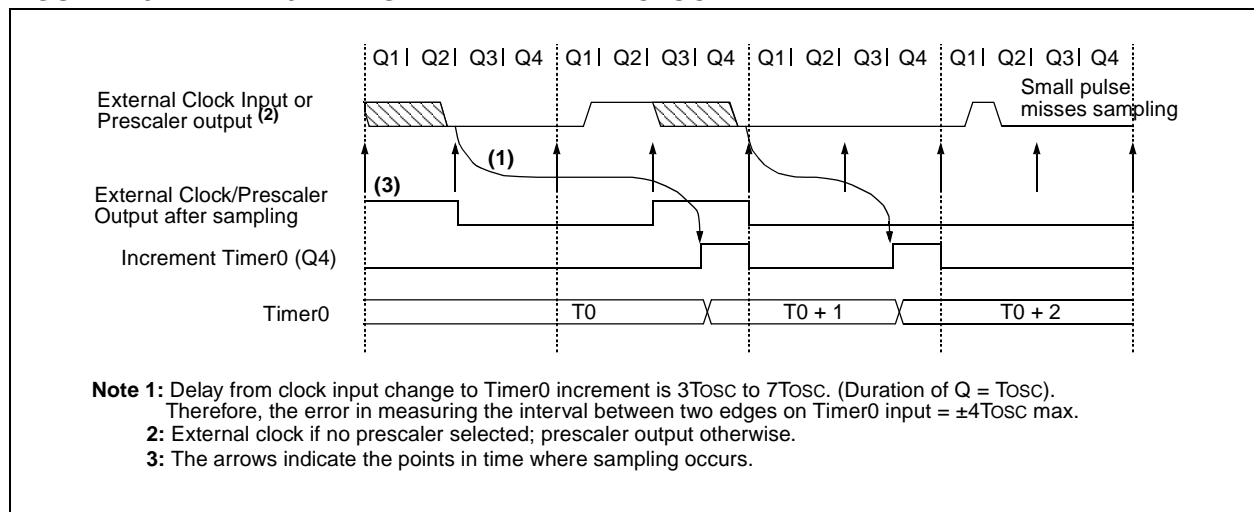 Q1| Q2| Q3| Q4 Q1| Q2| Q3| Q4 Q1| Q2| Q3| Q4 Q1| Q2| Q3| Q4
External Clock Input or
Prescaler output (2)
Small pulse
misses sampling
(1)
(3)
External Clock/Prescaler
Output after sampling
Increment Timer0 (Q4)
Timer0 T0 T0 + 1 T0 + 2
Note 1: Delay from clock input change to Timer0 increment is 3TOSC to 7TOSC. (Duration of Q = TOSC).
Therefore, the error in measuring the interval between two edges on Timer0 input = ±4TOSC max.
2: External clock if no prescaler selected; prescaler output otherwise.
3: The arrows indicate the points in time where sampling occurs.